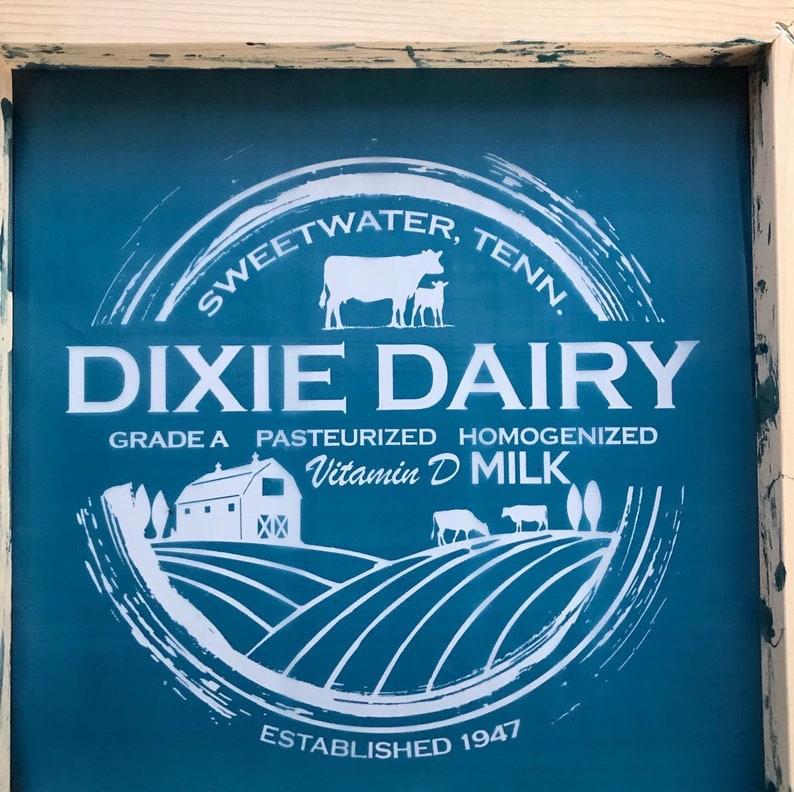 SWEETWATER, TENN.
DIXIE DAIRY
GRADE A PASTEURIZED HOMOGENIZED
Vitamin D MILK
ESTABLISHED 1947